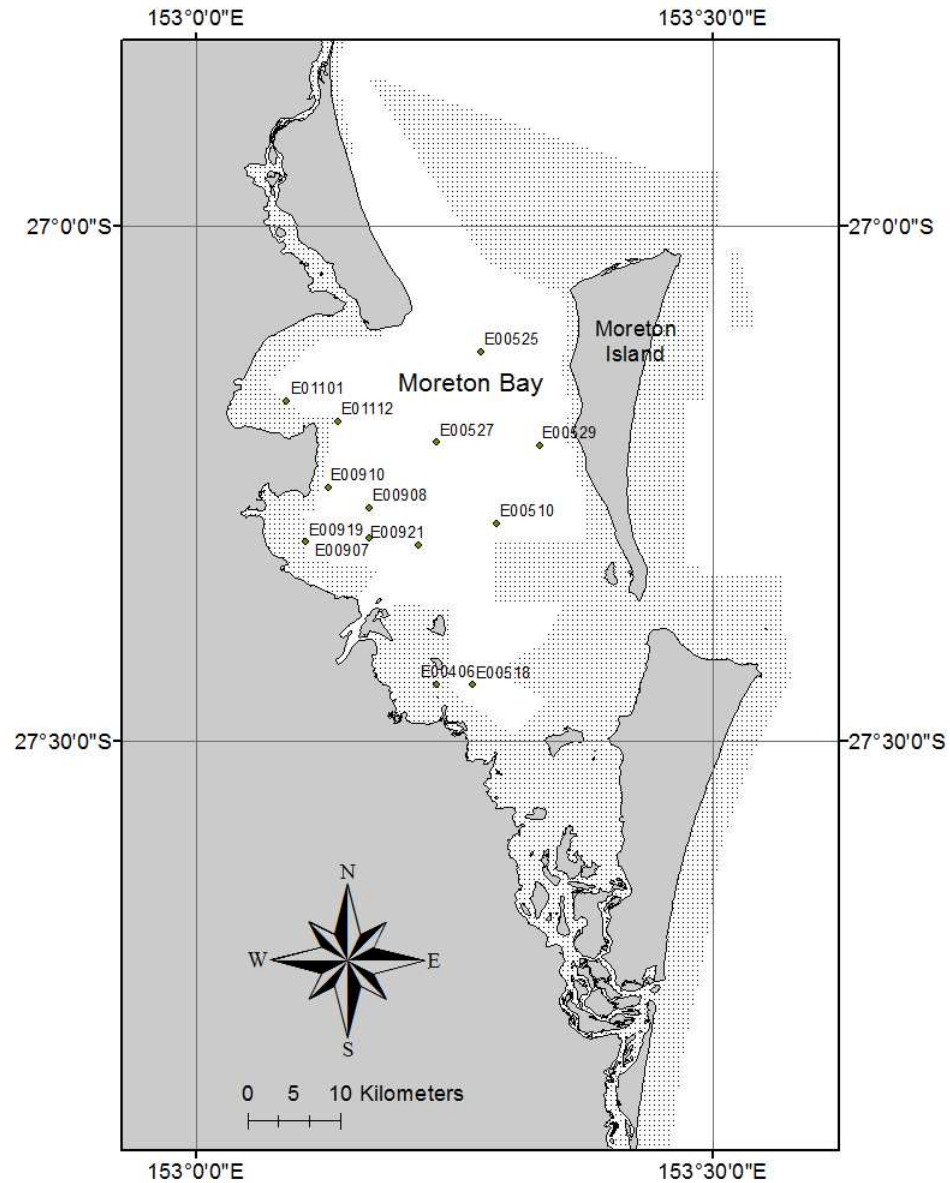 153°0'0"E 153°30'0"E
27°0'0"S 27°0'0"S
Moreton
Island
E00525
Moreton Bay
E01101
E01112
E00527 E00529
E00910
E00908
E00510
E00919 E00921
E00907
E00406 E00518
27°30'0"S 27°30'0"S
N
W E
S
0 5 10 Kilometers
153°0'0"E 153°30'0"E